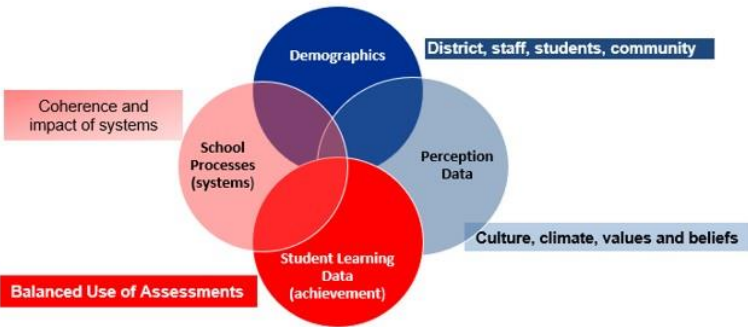 Demographics
District, staff, students, community
Coherence and
impact of systems
School
Processes
(systems)
Perception
Data
Culture, climate, values and beliefs
Student Learning
Data
(achievement)
Balanced Use of Assessments